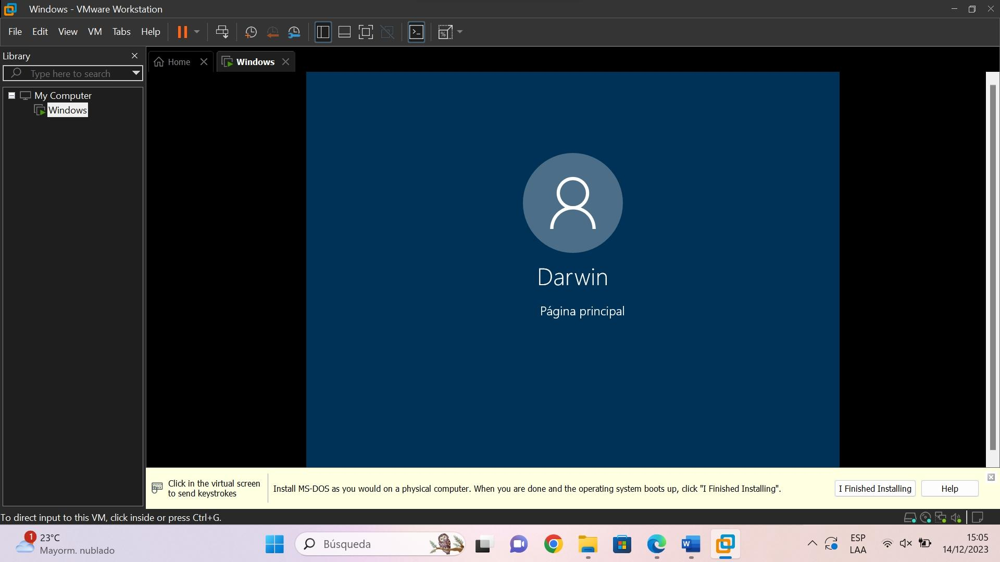 Windows - VMware Workstation
File Edit View VM Tabs Help
Library
Home
Windows
Type here to search
My Computer
Windows
Darwin
Página principal
Click in the virtual screen
to send keystrokes
Install MS-DOS as you would on a physical computer. When you are done and the operating system boots up, click "I Finished Installing".
I Finished Installing
Help
To direct input to this VM, click inside or press Ctrl+G.
1
23°C
Mayorm. nublado
Búsqueda
W
ESP
LAA
15:05
14/12/2023